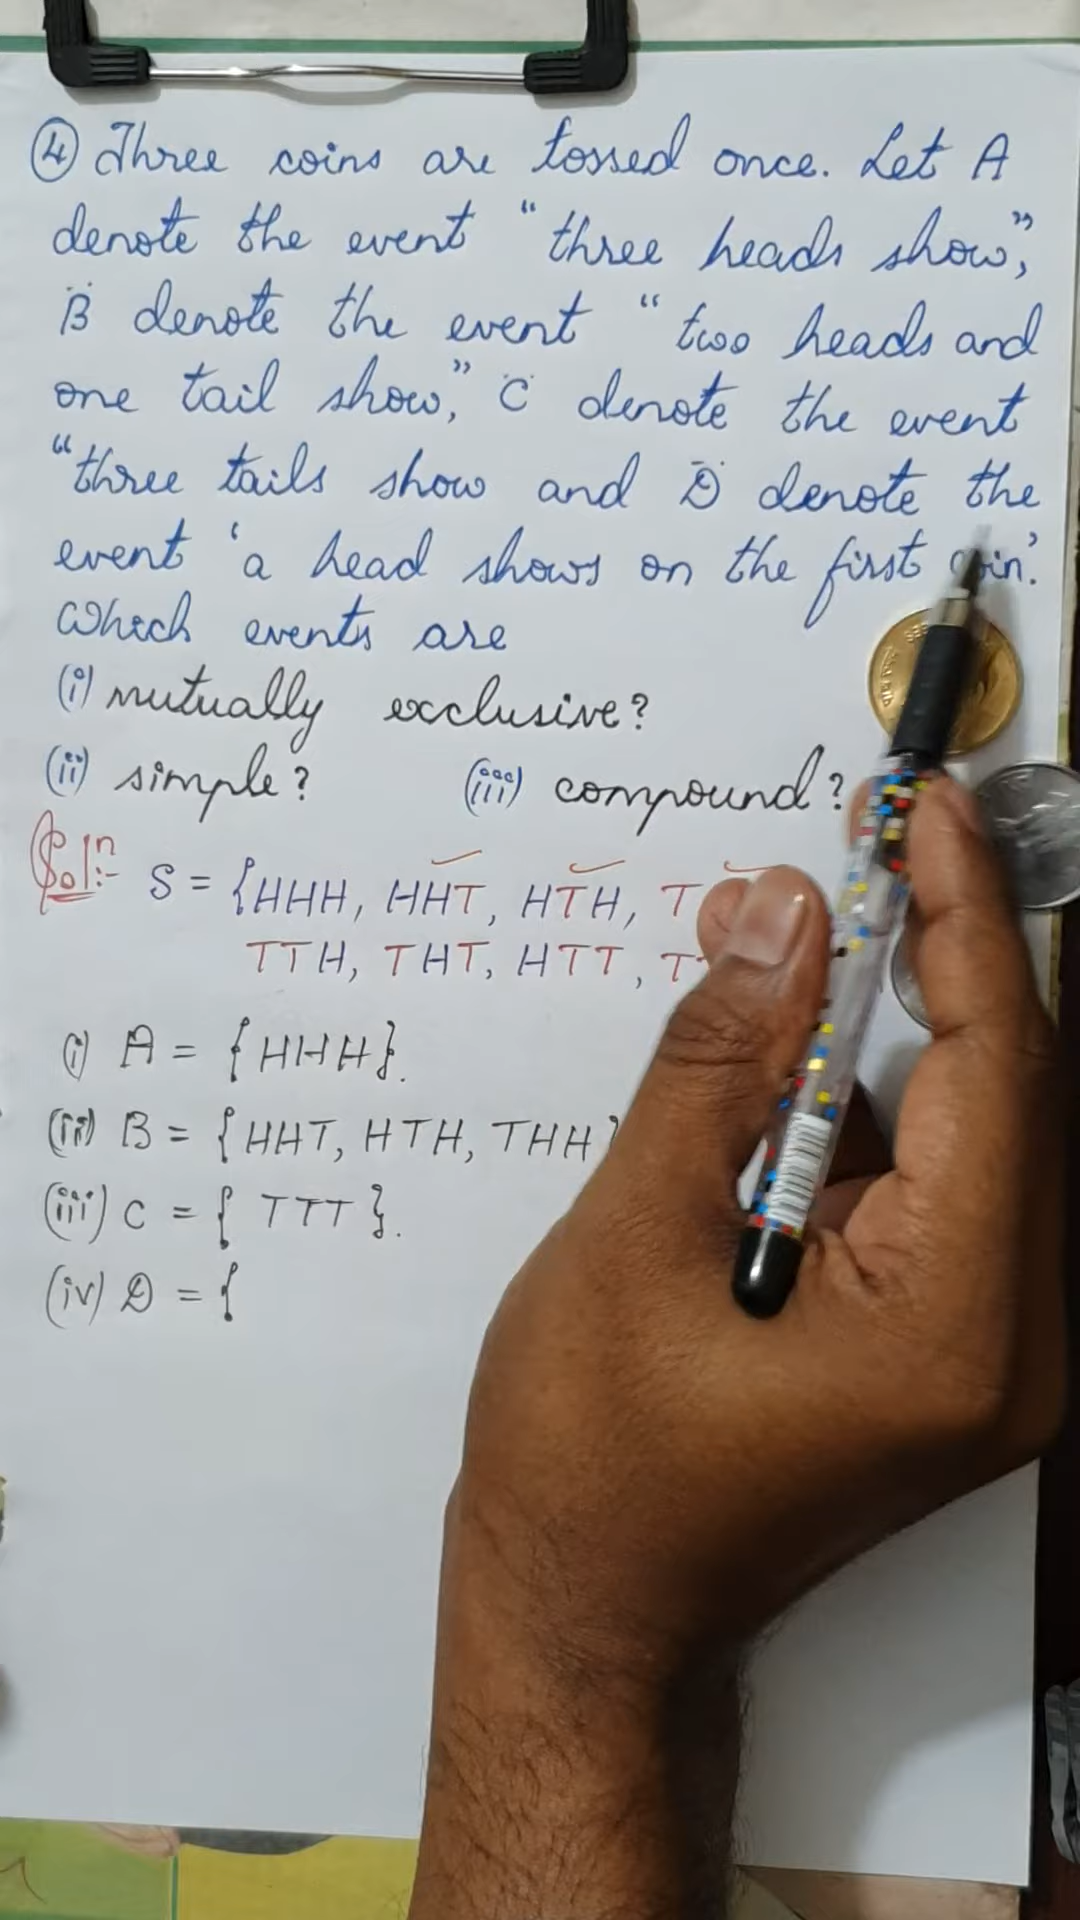 ④ Three coins are tossed once. Let A
denote the event "three heads show",
B denote the event "two heads and
one tail show," C denote the event
"three tails show and D denote the
event 'a head shows on the first coin'.
Which events are
(i) mutually exclusive?
(ii) simple? (iii) compound?
Solⁿ:- S = {HHH, HHT, HTH, T
TTH, THT, HTT, T
(i) A = {HHH}.
(ii) B = {HHT, HTH, THH}
(iii) C = { TTT }.
(iv) D = {